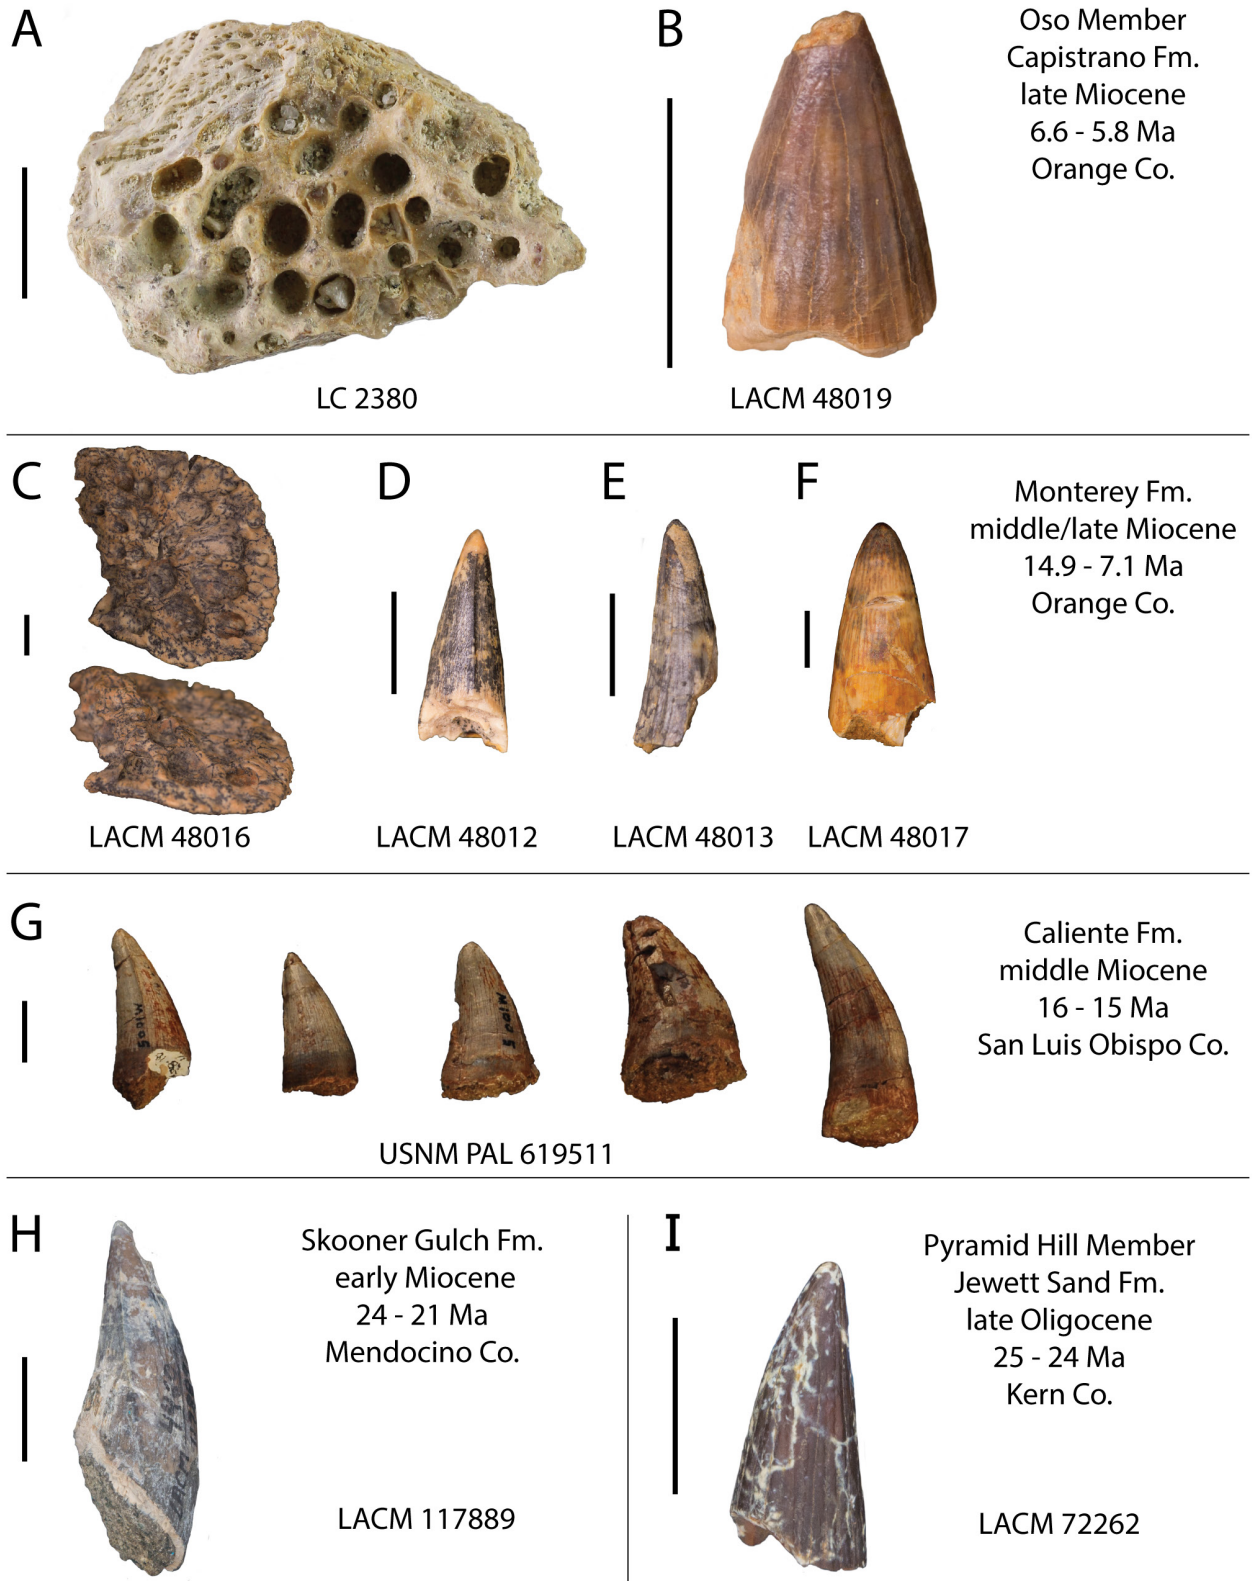 A
B
Oso Member
Capistrano Fm.
late Miocene
6.6 - 5.8 Ma
Orange Co.
LC 2380
LACM 48019
C
D
E
F
Monterey Fm.
middle/late Miocene
14.9 - 7.1 Ma
Orange Co.
LACM 48016
LACM 48012
LACM 48013
LACM 48017
G
Caliente Fm.
middle Miocene
16 - 15 Ma
San Luis Obispo Co.
USNM PAL 619511
H
Skooner Gulch Fm.
early Miocene
24 - 21 Ma
Mendocino Co.
LACM 117889
I
Pyramid Hill Member
Jewett Sand Fm.
late Oligocene
25 - 24 Ma
Kern Co.
LACM 72262